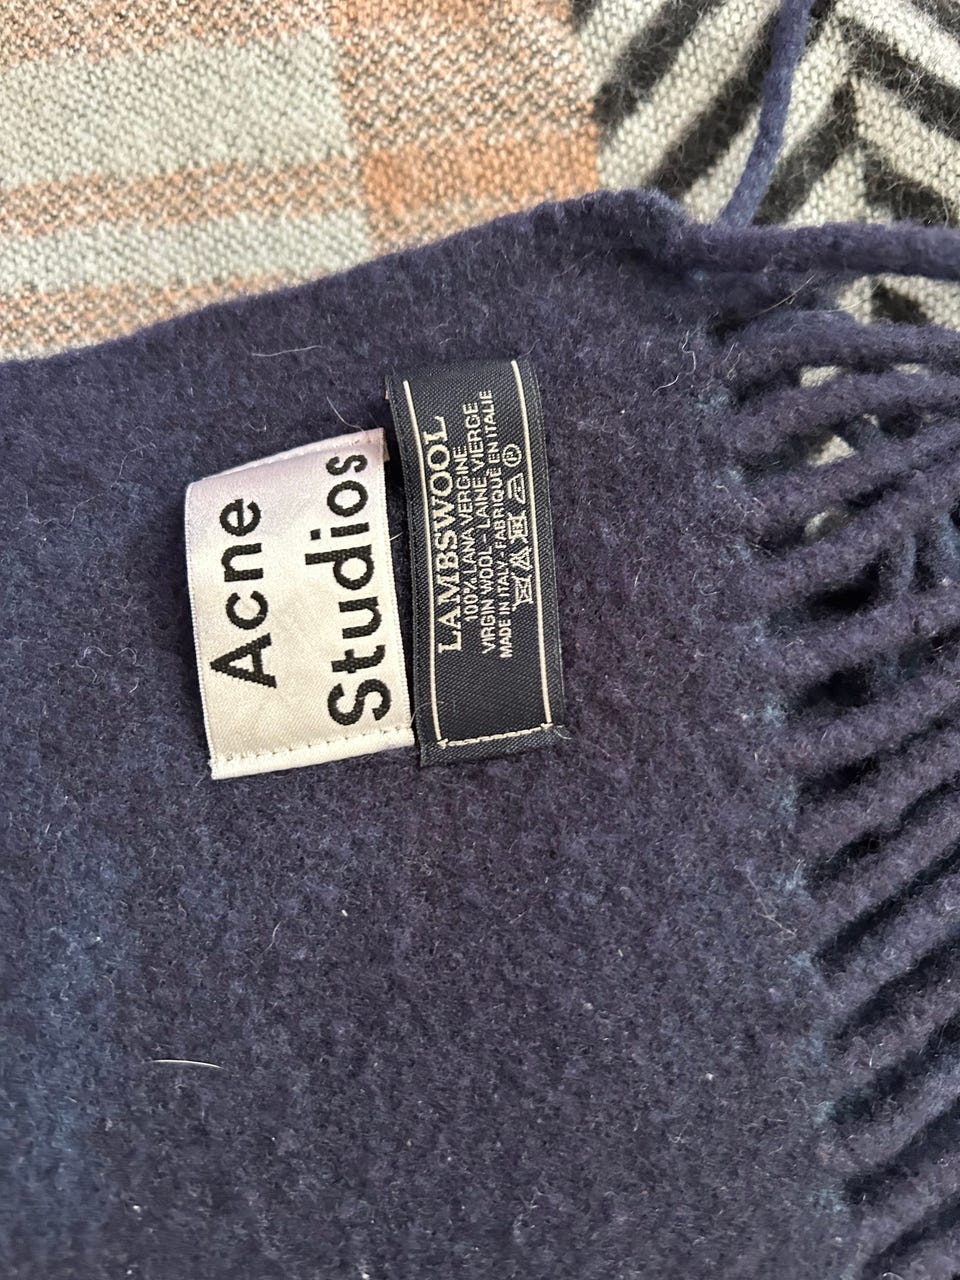 Acne
Studios
LAMBSWOOL
100% LANA VERGINE
VIRGIN WOOL - LAINE VIERGE
MADE IN ITALY - FABRIQUÉ EN ITALIE
P